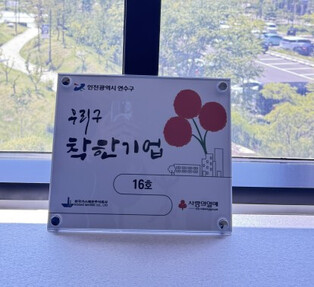 인천광역시 연수구
우리구
착한기업
16호
사랑의열매